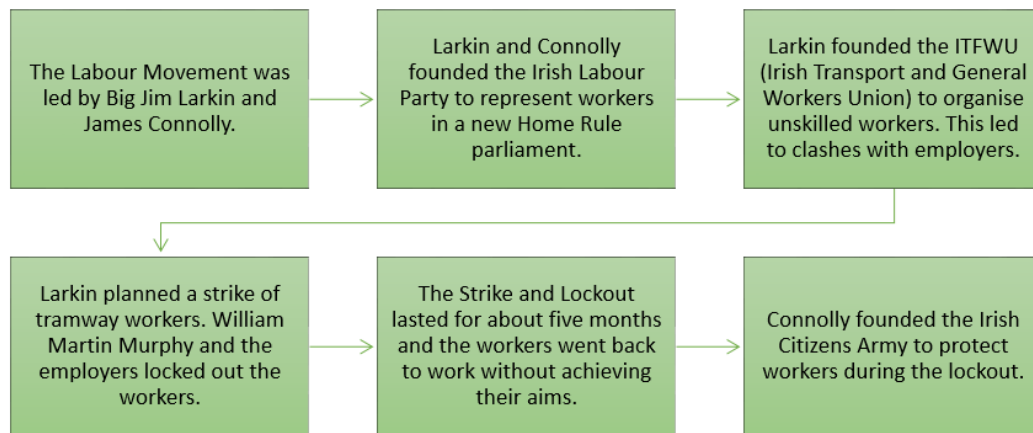 The Labour Movement was
led by Big Jim Larkin and
James Connolly.
Larkin and Connolly
founded the Irish Labour
Party to represent workers
in a new Home Rule
parliament.
Larkin founded the ITFWU
(Irish Transport and General
Workers Union) to organise
unskilled workers. This led
to clashes with employers.
Larkin planned a strike of
tramway workers. William
Martin Murphy and the
employers locked out the
workers.
The Strike and Lockout
lasted for about five months
and the workers went back
to work without achieving
their aims.
Connolly founded the Irish
Citizens Army to protect
workers during the lockout.